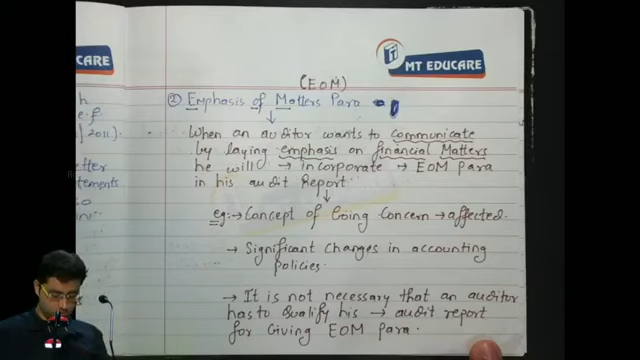 CARE
e.f
2011).
etter
tements
MT EDUCARE
(EOM)
② Emphasis of Matters Para
When an auditor wants to communicate
by laying emphasis on financial Matters
he will → incorporate → EOM para
in his audit Report.
eg:→ Concept of Going Concern → affected.
→ Significant Changes in accounting
policies.
→ It is not necessary that an auditor
has to qualify his → audit report
for Giving EOM para.